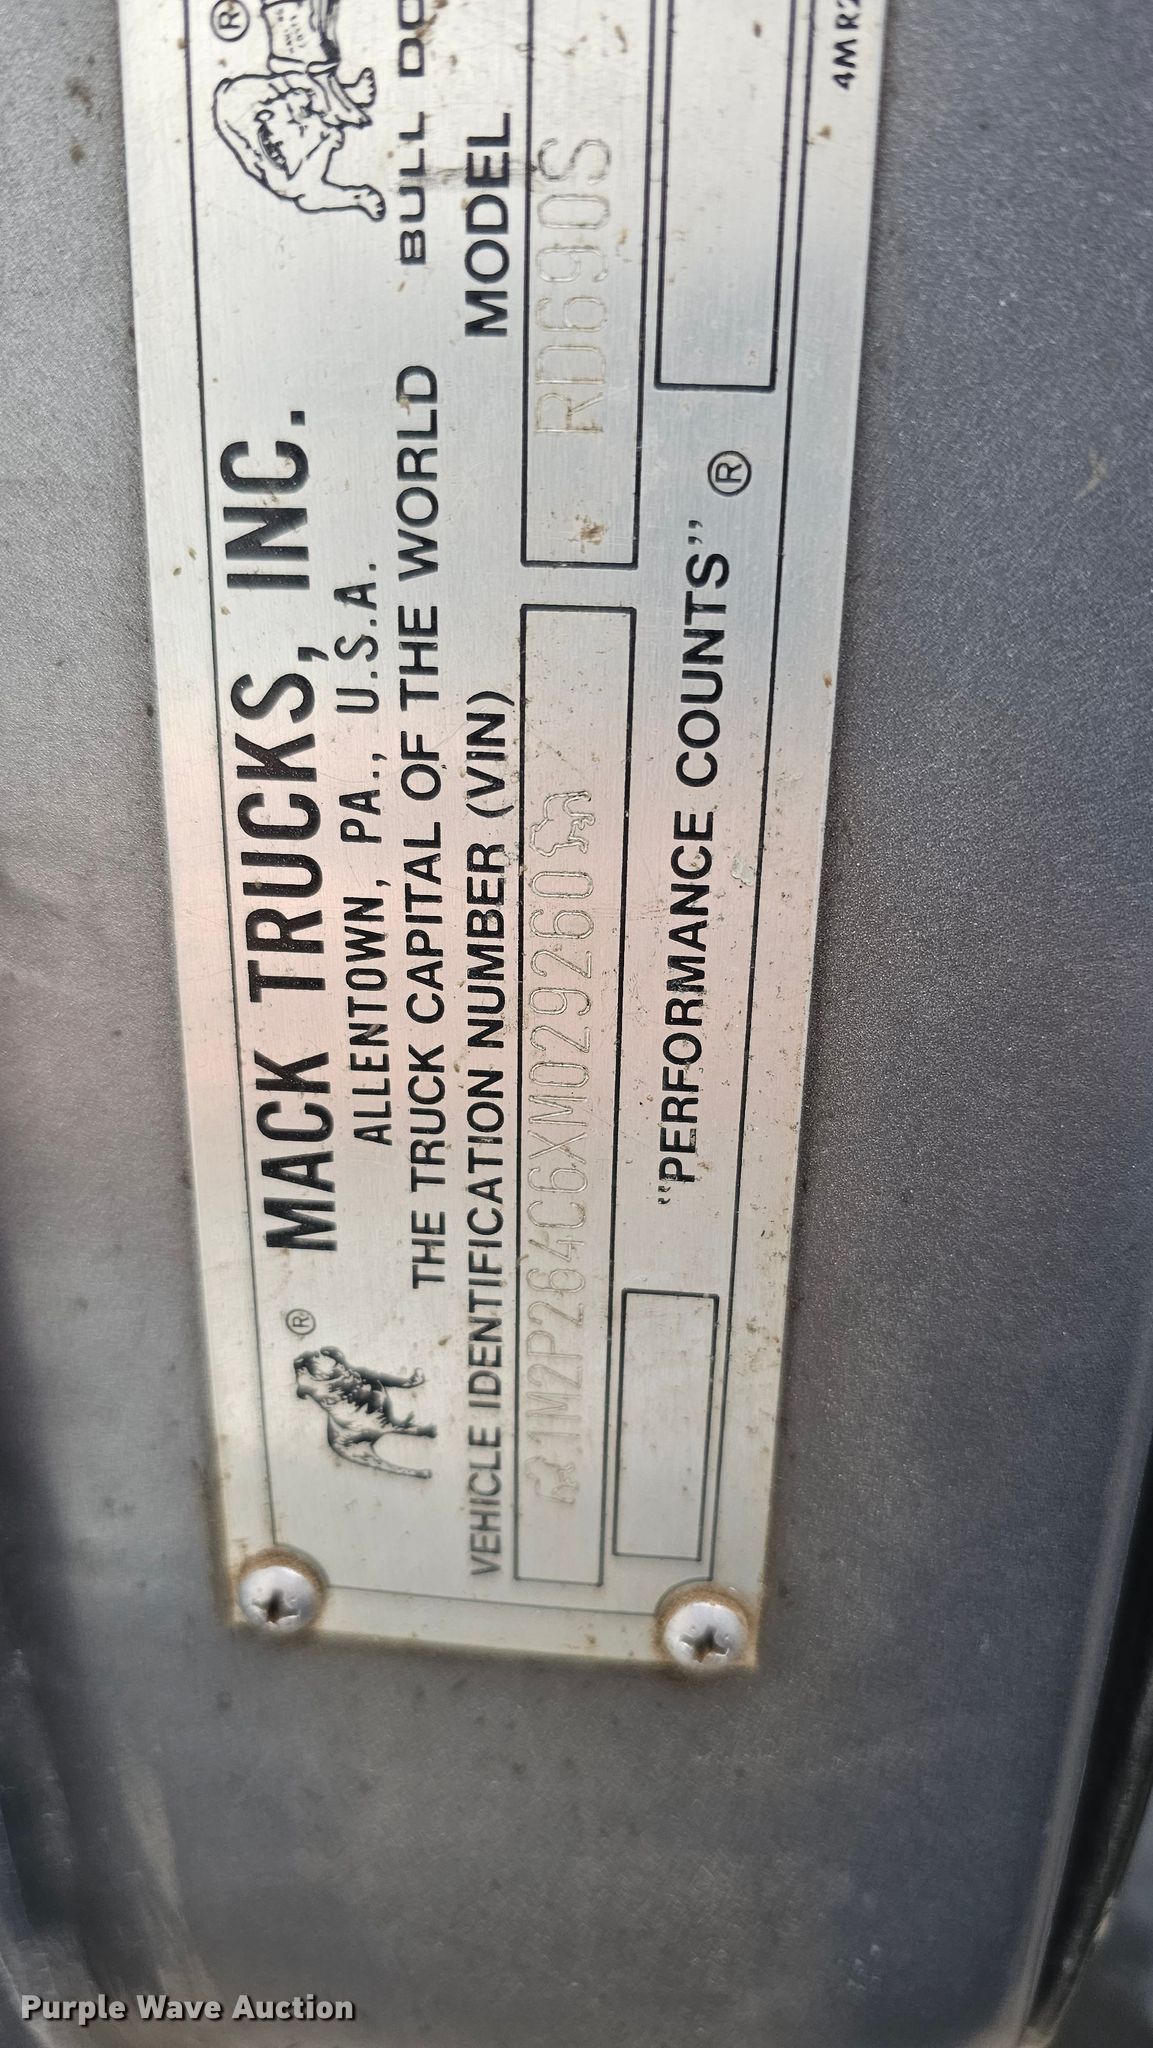 MACK TRUCKS, INC.
ALLENTOWN, PA., U.S.A.
THE TRUCK CAPITAL OF THE WORLD BULL DO
VEHICLE IDENTIFICATION NUMBER (VIN) MODEL
1M2P264C6XM029260 RD690S
"PERFORMANCE COUNTS" ®
4MR2
Purple Wave Auction